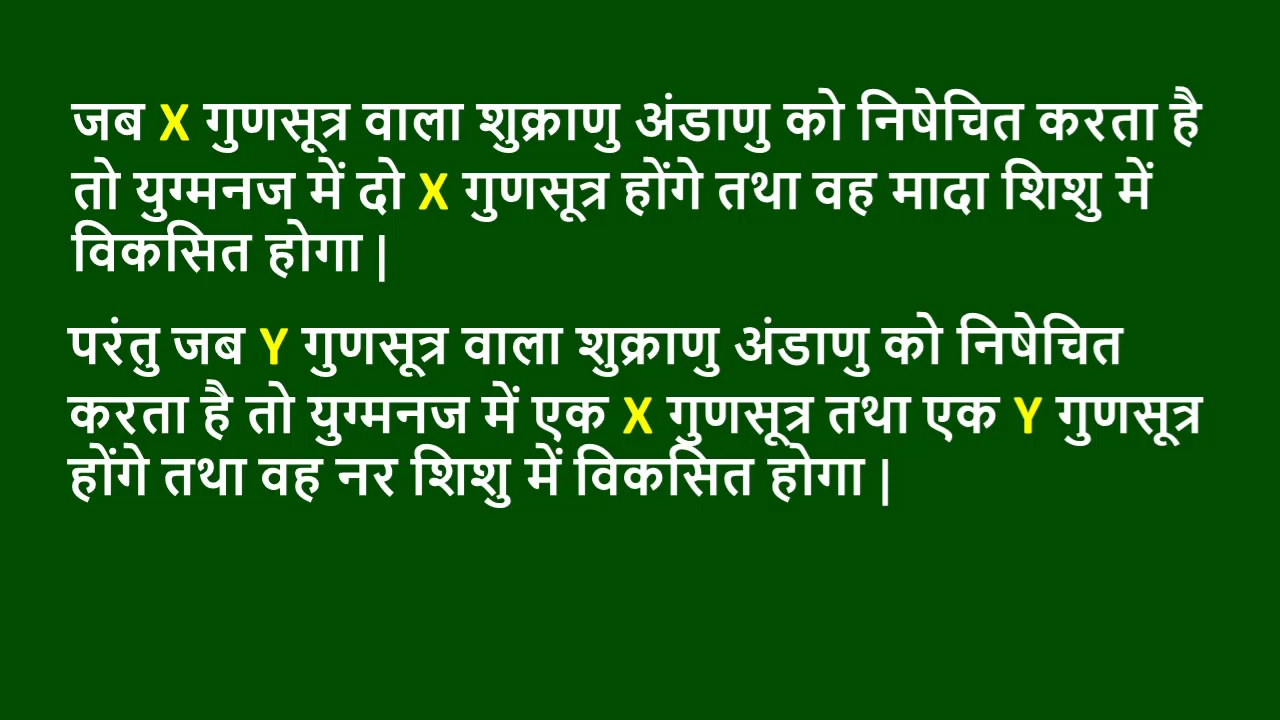 जब X गुणसूत्र वाला शुक्राणु अंडाणु को निषेचित करता है
तो युग्मनज में दो X गुणसूत्र होंगे तथा वह मादा शिशु में
विकसित होगा |
परंतु जब Y गुणसूत्र वाला शुक्राणु अंडाणु को निषेचित
करता है तो युग्मनज में एक X गुणसूत्र तथा एक Y गुणसूत्र
होंगे तथा वह नर शिशु में विकसित होगा |